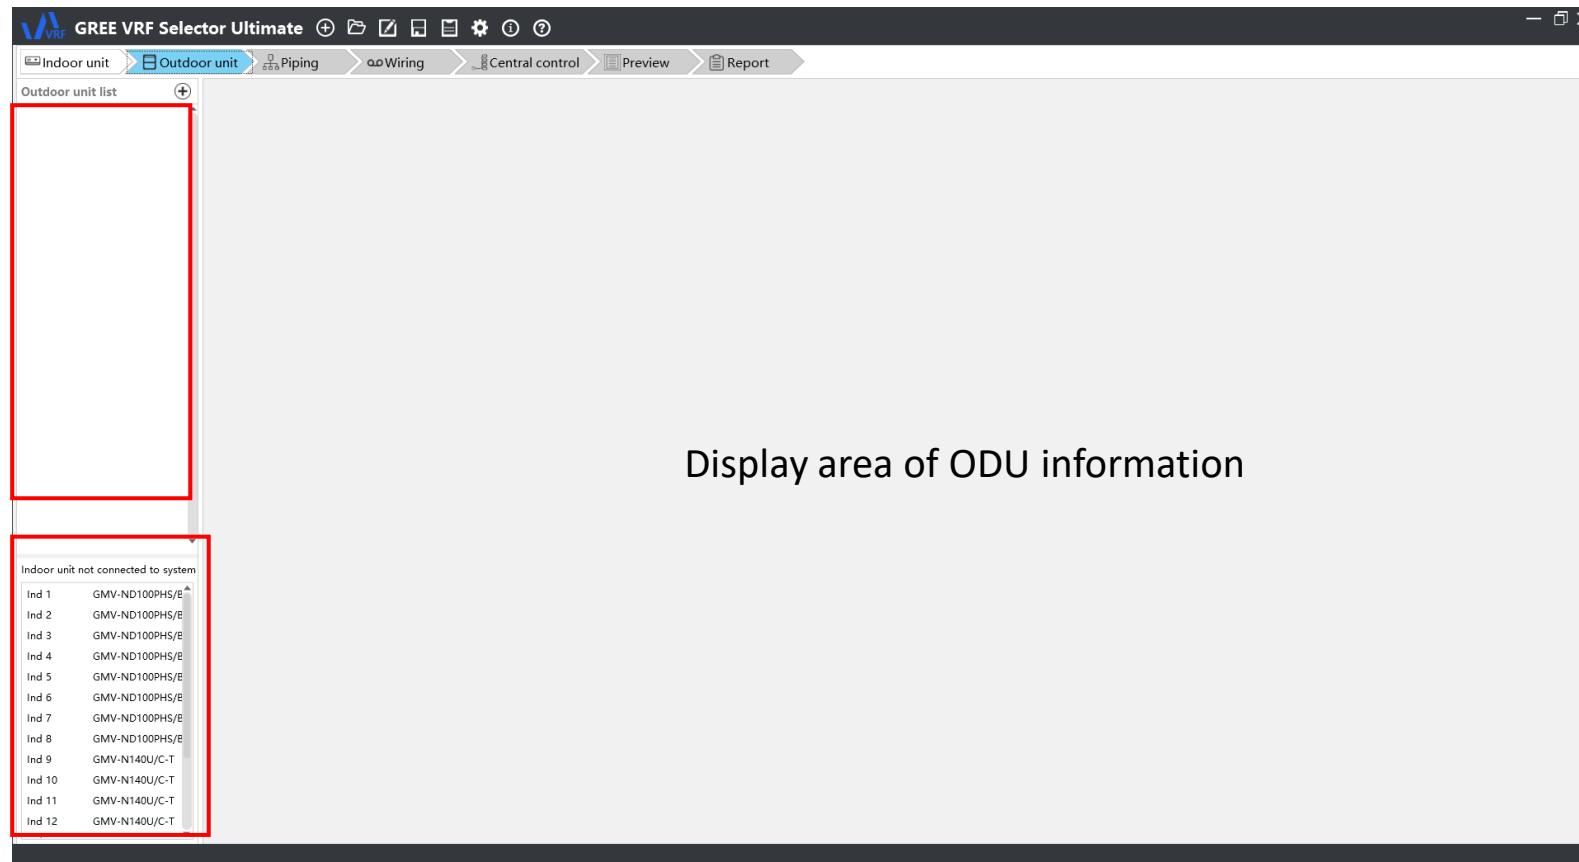 VRF GREE VRF Selector Ultimate
Indoor unit Outdoor unit Piping Wiring Central control Preview Report
Outdoor unit list
Display area of ODU information
Indoor unit not connected to system
Ind 1 GMV-ND100PHS/B
Ind 2 GMV-ND100PHS/B
Ind 3 GMV-ND100PHS/B
Ind 4 GMV-ND100PHS/B
Ind 5 GMV-ND100PHS/B
Ind 6 GMV-ND100PHS/B
Ind 7 GMV-ND100PHS/B
Ind 8 GMV-ND100PHS/B
Ind 9 GMV-N140U/C-T
Ind 10 GMV-N140U/C-T
Ind 11 GMV-N140U/C-T
Ind 12 GMV-N140U/C-T